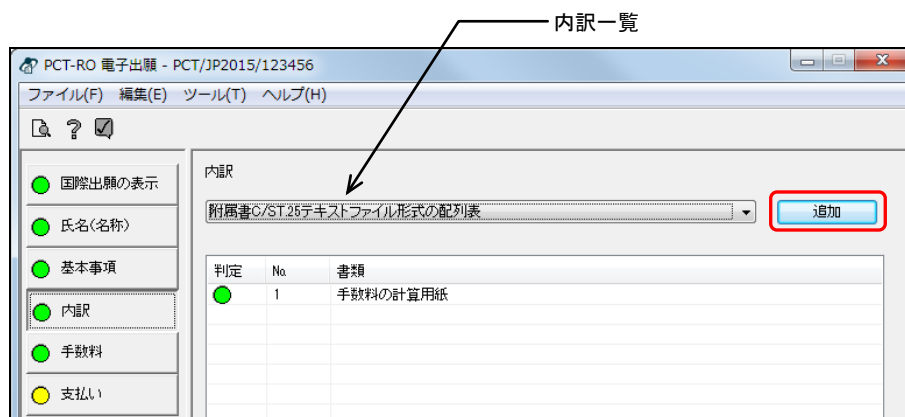 内訳一覧
PCT-RO 電子出願 - PCT/JP2015/123456
ファイル(F) 編集(E) ツール(T) ヘルプ(H)
国際出願の表示
氏名(名称)
基本事項
内訳
手数料
支払い
内訳
附属書C/ST.25テキストファイル形式の配列表
追加
判定 No. 書類
1 手数料の計算用紙